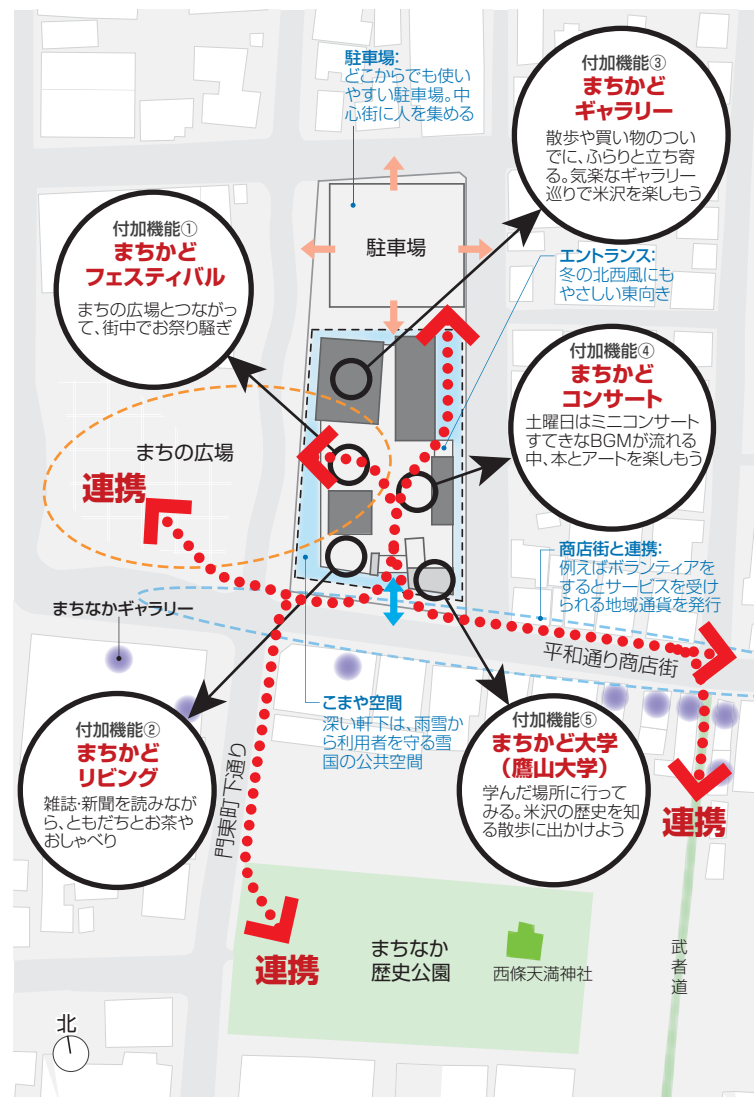 駐車場:
どこからでも使い
やすい駐車場。中
心街に人を集める
付加機能③
まちかど
ギャラリー
散歩や買い物のつい
でに、ふらりと立ち寄
る。気楽なギャラリー
巡りで米沢を楽しもう
付加機能①
まちかど
フェスティバル
まちの広場とつながっ
て、街中でお祭り騒ぎ
駐車場
エントランス:
冬の北西風にも
やさしい東向き
付加機能④
まちかど
コンサート
土曜日はミニコンサート
すてきなBGMが流れる
中、本とアートを楽しもう
まちの広場
連携
商店街と連携:
例えばボランティアを
するとサービスを受け
られる地域通貨を発行
まちなかギャラリー
平和通り商店街
こまや空間
深い軒下は、雨雪か
ら利用者を守る雪
国の公共空間
付加機能②
まちかど
リビング
雑誌・新聞を読みなが
ら、ともだちとお茶や
おしゃべり
門東町下通り
付加機能⑤
まちかど大学
(鷹山大学)
学んだ場所に行って
みる。米沢の歴史を知
る散歩に出かけよう
連携
連携
まちなか
歴史公園
西條天満神社
武者道
北